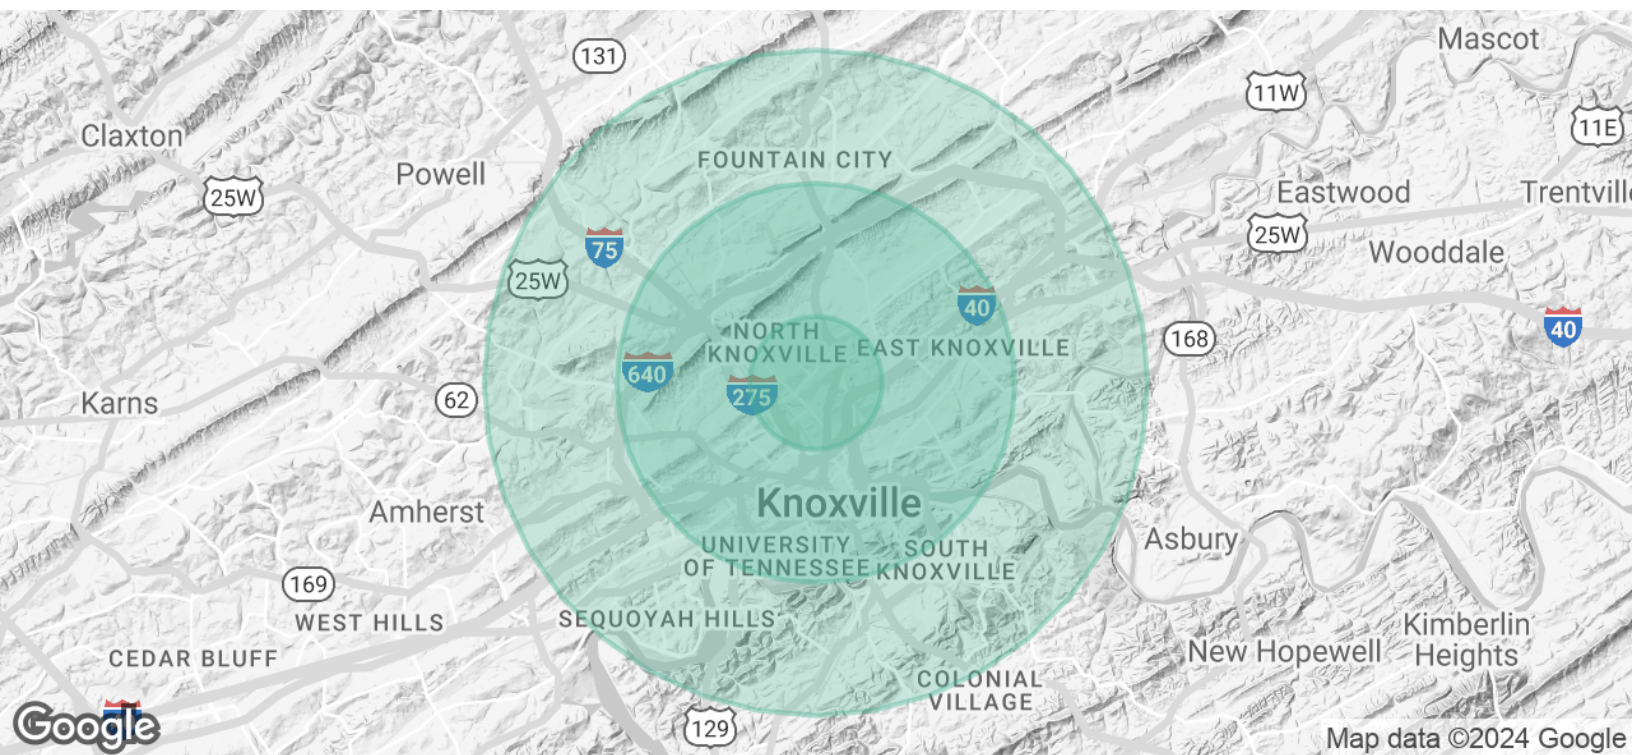 Mascot
131
11W
11E
Claxton
FOUNTAIN CITY
Powell
25W
Eastwood
Trentville
25W
75
Wooddale
25W
40
40
NORTH
KNOXVILLE
EAST KNOXVILLE
168
640
275
Karns
62
Knoxville
Amherst
Asbury
UNIVERSITY
OF TENNESSEE
SOUTH
KNOXVILLE
169
SEQUOYAH HILLS
WEST HILLS
Kimberlin
Heights
New Hopewell
CEDAR BLUFF
COLONIAL
VILLAGE
129
Google
Map data ©2024 Google